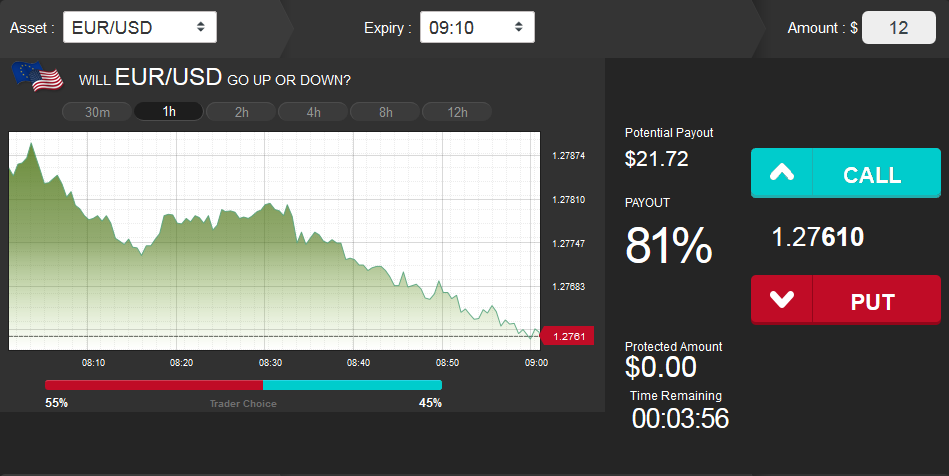 Asset : EUR/USD Expiry : 09:10 Amount : $ 12
WILL EUR/USD GO UP OR DOWN?
30m 1h 2h 4h 8h 12h
1.27874
1.27810
1.27747
1.27683
1.2761
08:10 08:20 08:30 08:40 08:50 09:00
55% Trader Choice 45%
Potential Payout
$21.72
PAYOUT
81%
CALL
1.27610
PUT
Protected Amount
$0.00
Time Remaining
00:03:56